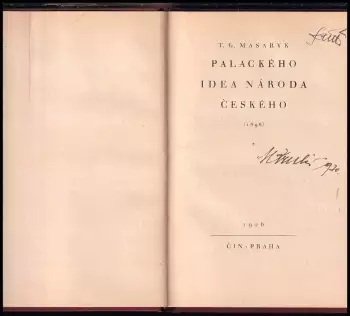 T. G. MASARYK
PALACKÉHO
IDEA NÁRODA
ČESKÉHO
(1898)
1926
ČIN · PRAHA